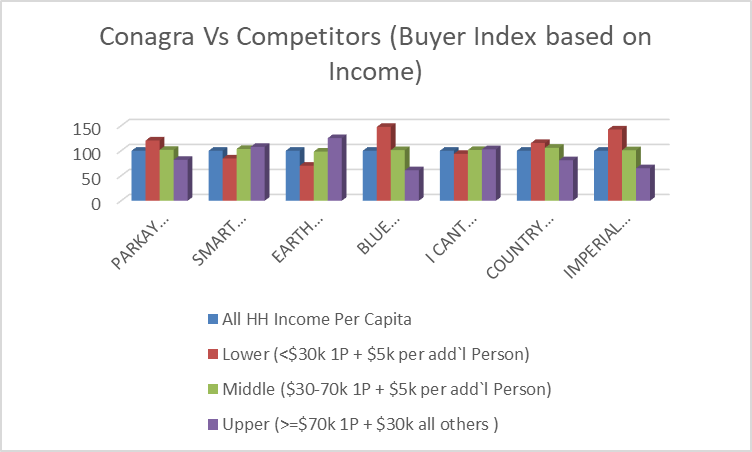 Conagra Vs Competitors (Buyer Index based on
Income)
150
100
50
0
PARKAY...
SMART...
EARTH...
BLUE...
I CANT...
COUNTRY...
IMPERIAL...
All HH Income Per Capita
Lower (<$30k 1P + $5k per add`l Person)
Middle ($30-70k 1P + $5k per add`l Person)
Upper (>=$70k 1P + $30k all others )